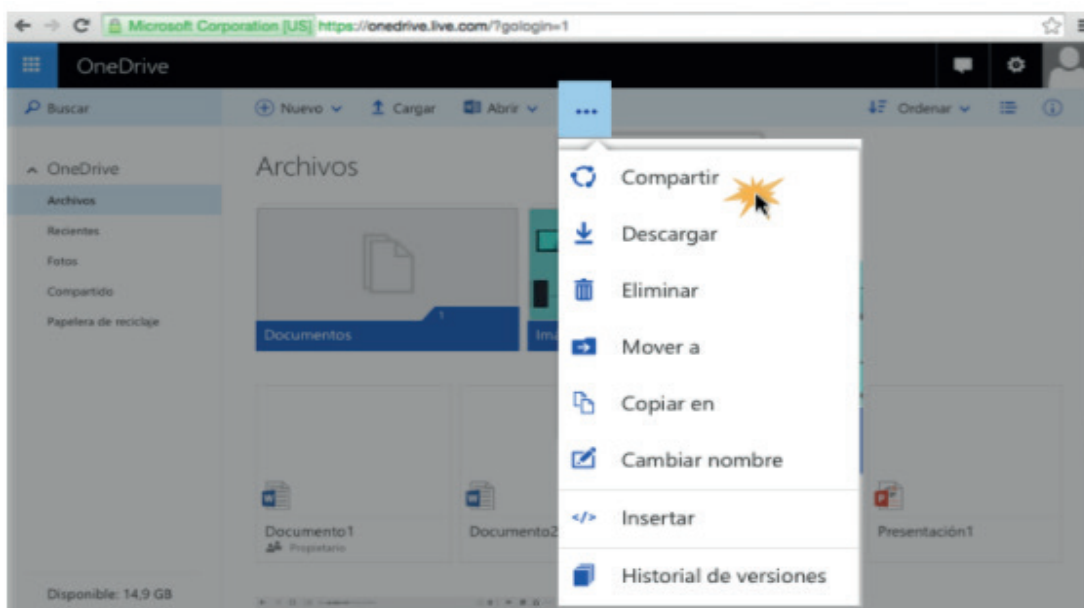 Microsoft Corporation [US] https://onedrive.live.com/?gologin=1
OneDrive
Buscar
Nuevo
Cargar
Abrir
...
Ordenar
OneDrive
Archivos
Recientes
Fotos
Compartido
Papelera de reciclaje
Disponible: 14,9 GB
Archivos
1
Documentos
Imá
Documento1
Propietario
Documento2
Presentación1
Compartir
Descargar
Eliminar
Mover a
Copiar en
Cambiar nombre
</> Insertar
Historial de versiones